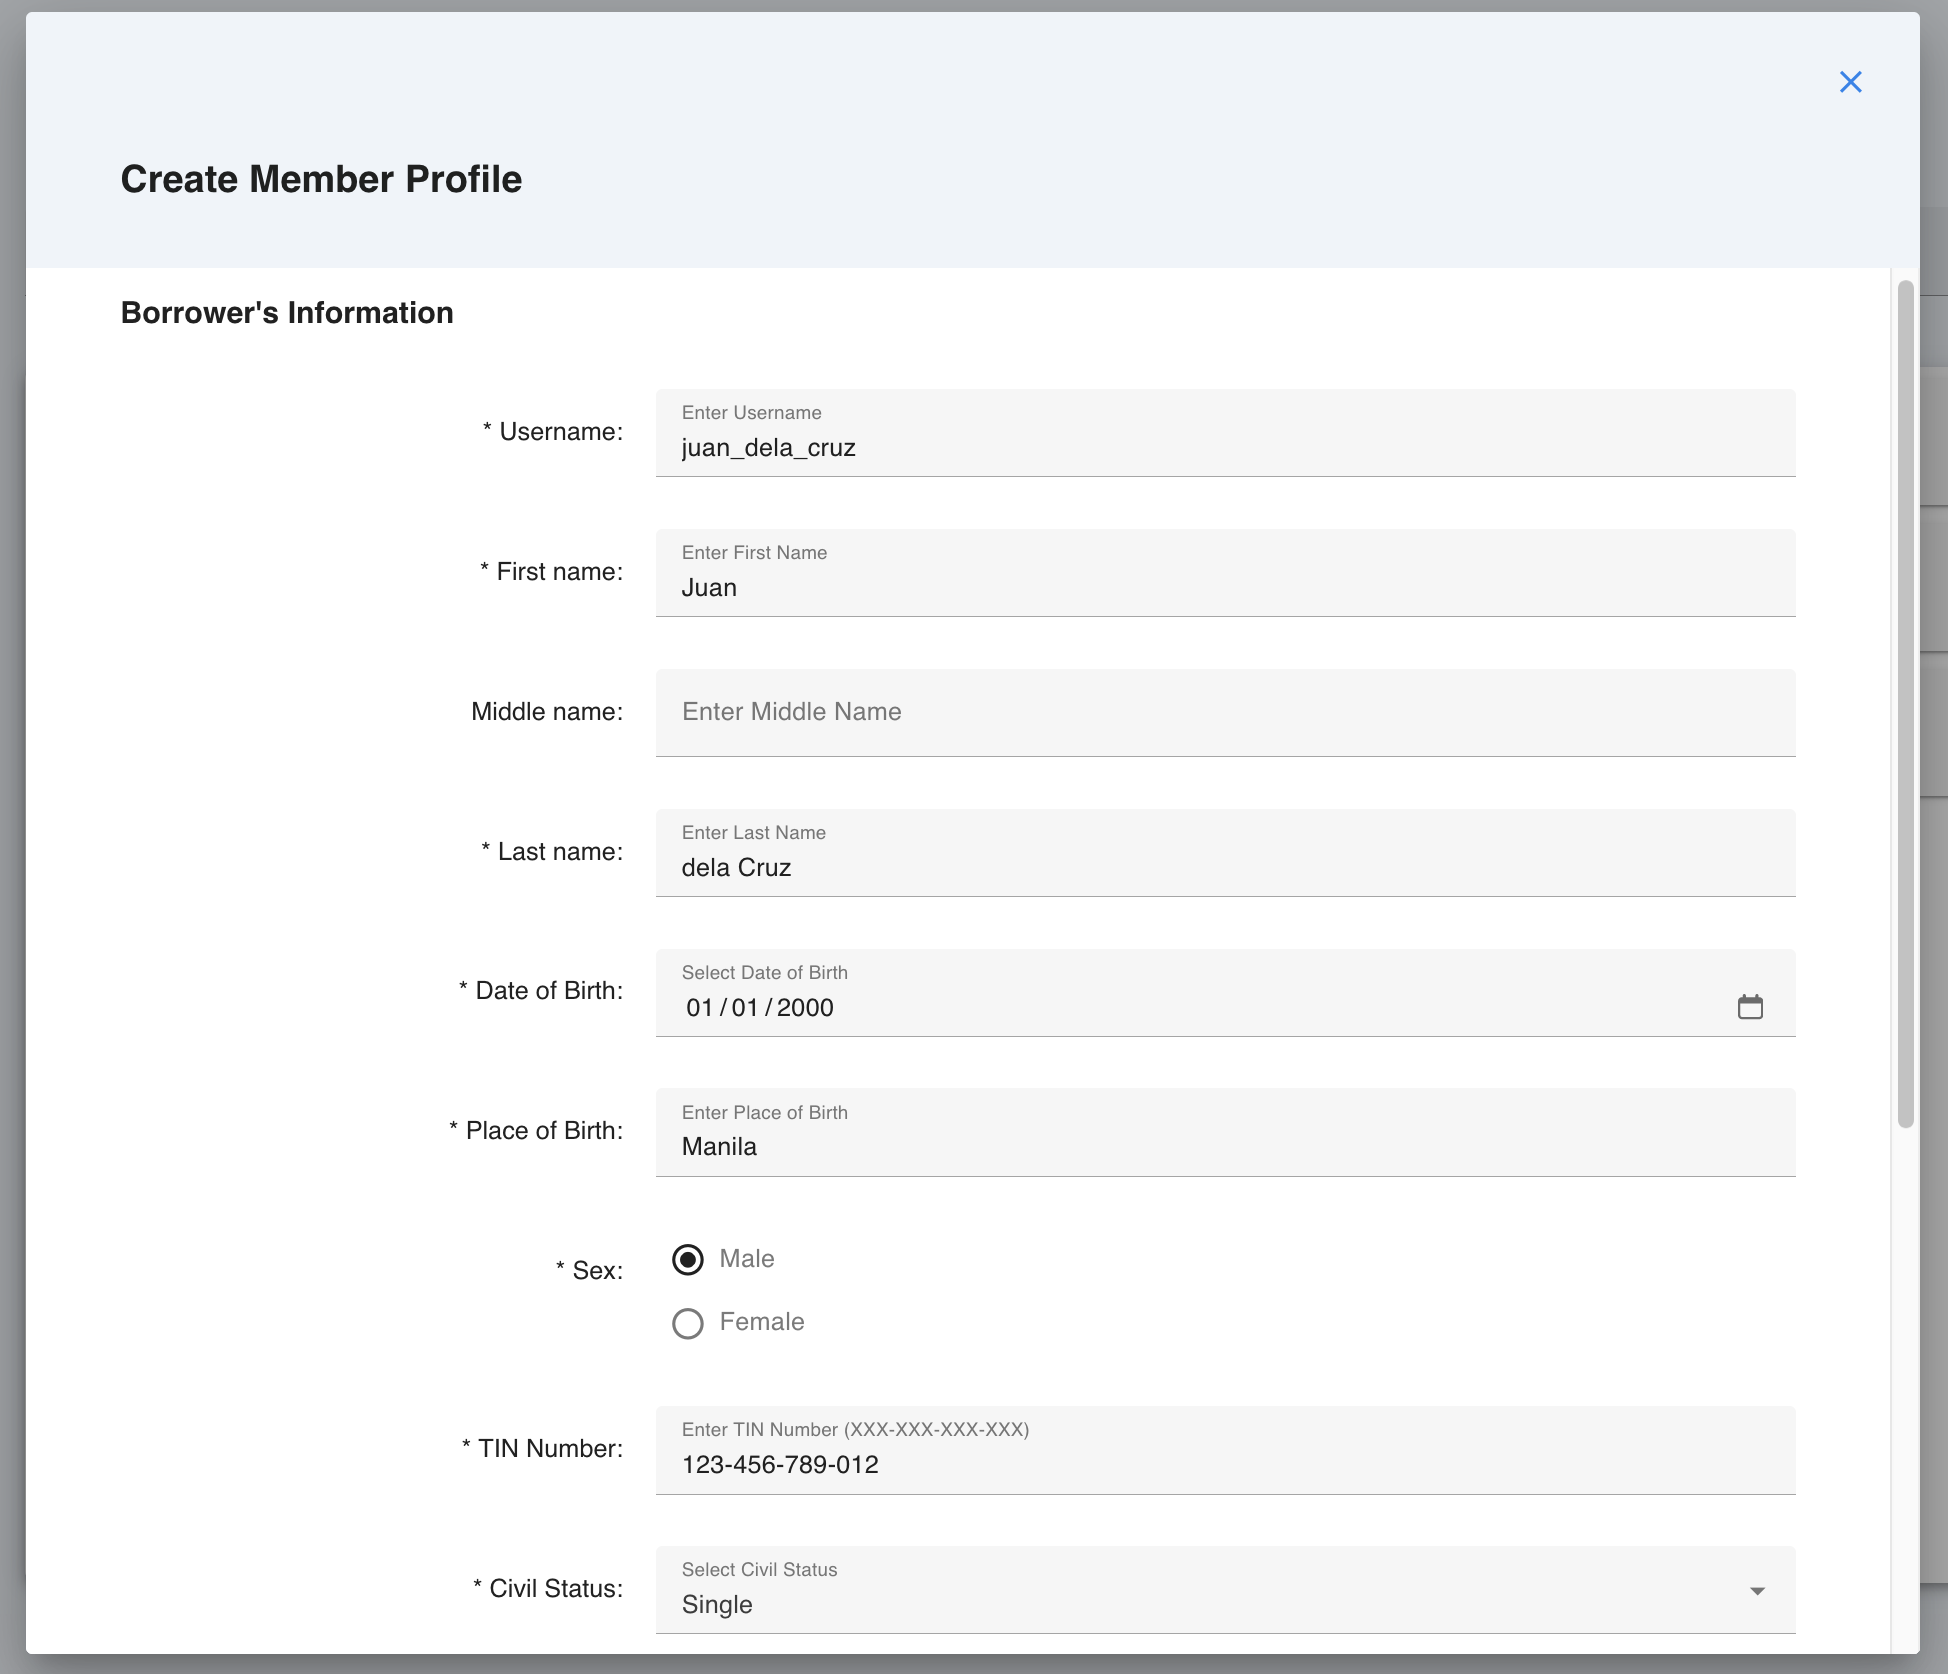 Create Member Profile
Borrower's Information
* Username:
Enter Username
juan_dela_cruz
* First name:
Enter First Name
Juan
Middle name:
Enter Middle Name
* Last name:
Enter Last Name
dela Cruz
* Date of Birth:
Select Date of Birth
01/01/2000
* Place of Birth:
Enter Place of Birth
Manila
* Sex:
Male
Female
* TIN Number:
Enter TIN Number (XXX-XXX-XXX-XXX)
123-456-789-012
* Civil Status:
Select Civil Status
Single